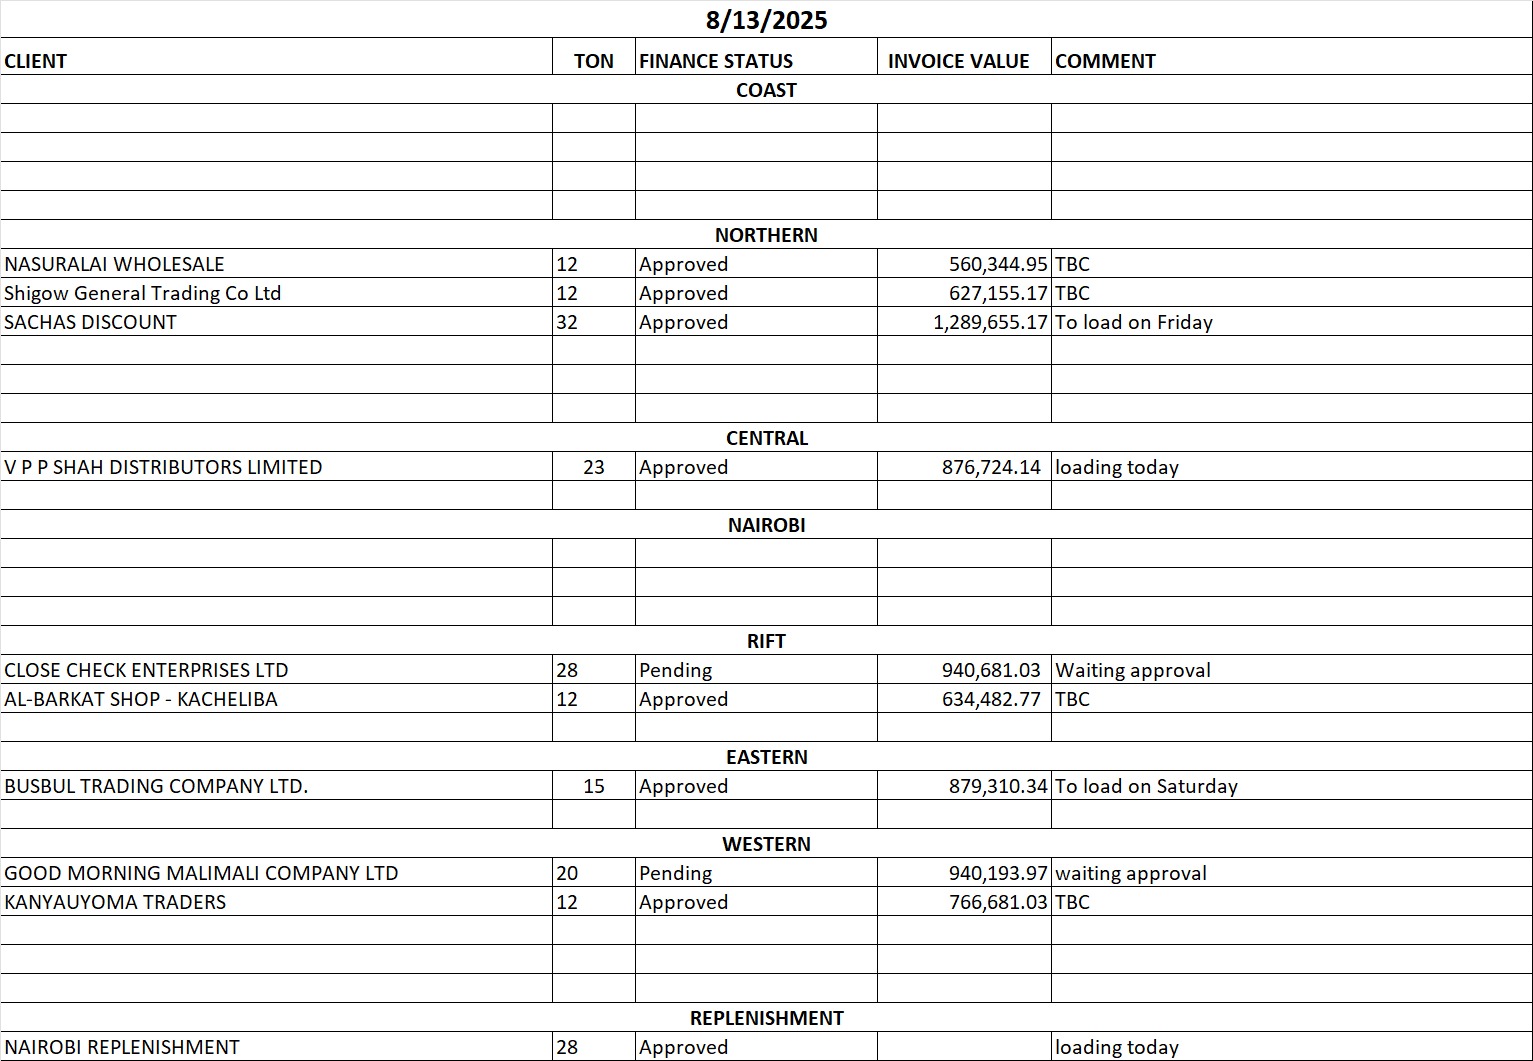 8/13/2025
CLIENT TON FINANCE STATUS INVOICE VALUE COMMENT
COAST
NORTHERN
NASURALAI WHOLESALE 12 Approved 560,344.95 TBC
Shigow General Trading Co Ltd 12 Approved 627,155.17 TBC
SACHAS DISCOUNT 32 Approved 1,289,655.17 To load on Friday
CENTRAL
V P P SHAH DISTRIBUTORS LIMITED 23 Approved 876,724.14 loading today
NAIROBI
RIFT
CLOSE CHECK ENTERPRISES LTD 28 Pending 940,681.03 Waiting approval
AL-BARKAT SHOP - KACHELIBA 12 Approved 634,482.77 TBC
EASTERN
BUSBUL TRADING COMPANY LTD. 15 Approved 879,310.34 To load on Saturday
WESTERN
GOOD MORNING MALIMALI COMPANY LTD 20 Pending 940,193.97 waiting approval
KANYAUYOMA TRADERS 12 Approved 766,681.03 TBC
REPLENISHMENT
NAIROBI REPLENISHMENT 28 Approved loading today